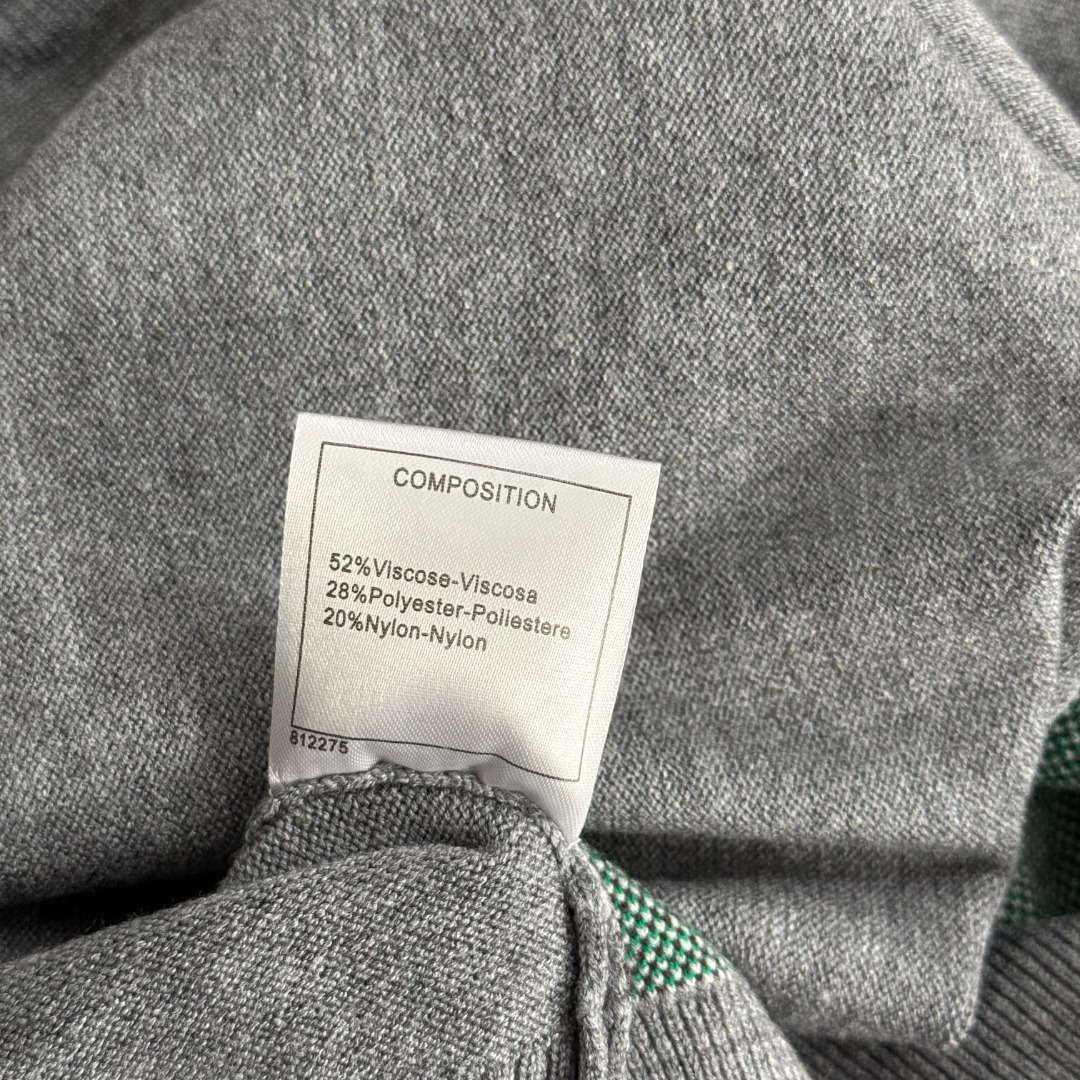 COMPOSITION
52%Viscose-Viscosa
28%Polyester-Poliestere
20%Nylon-Nylon
812275